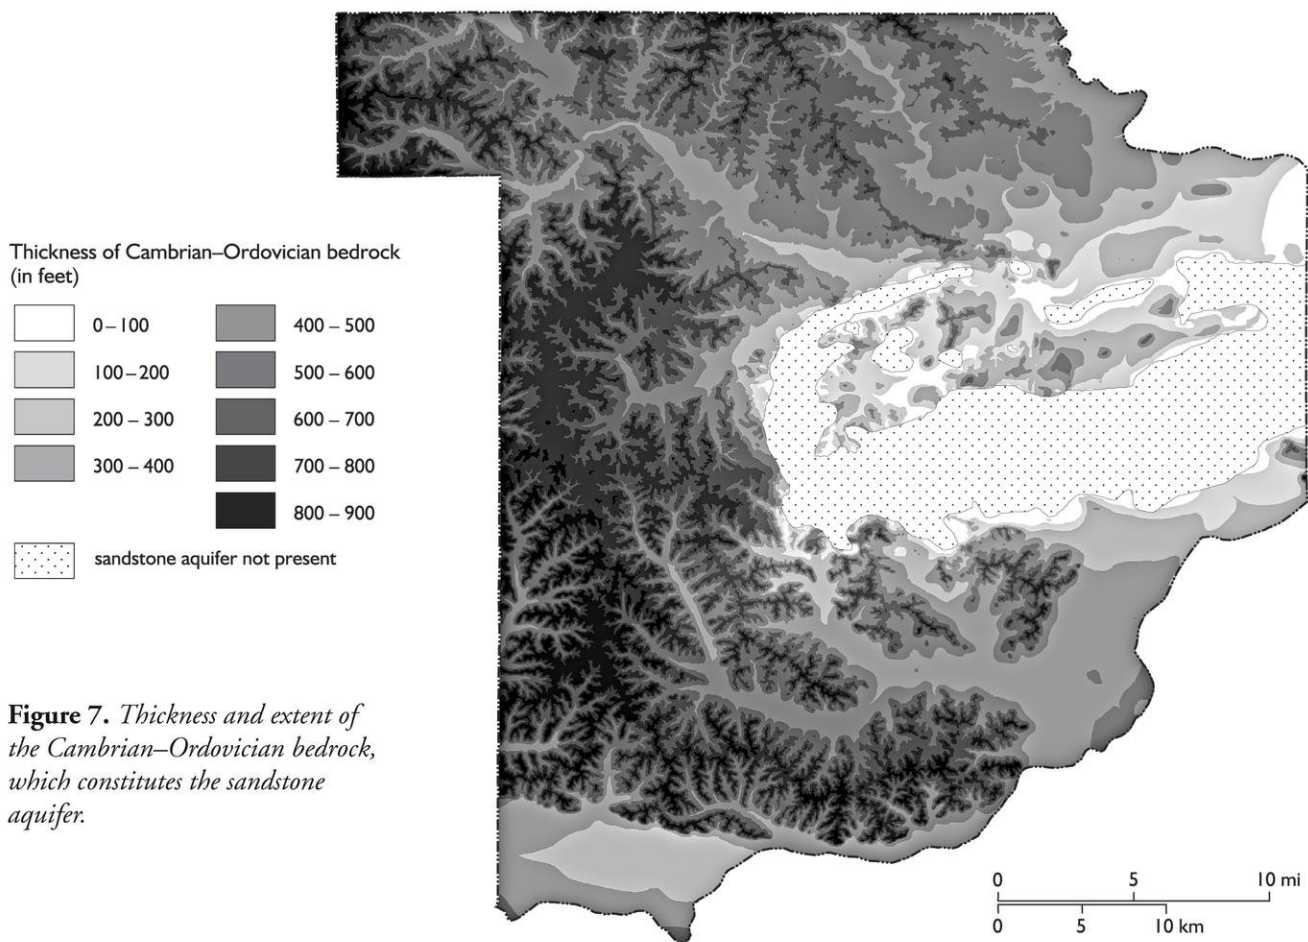 Thickness of Cambrian–Ordovician bedrock
(in feet)
0 – 100
100 – 200
200 – 300
300 – 400
400 – 500
500 – 600
600 – 700
700 – 800
800 – 900
sandstone aquifer not present
Figure 7. Thickness and extent of
the Cambrian–Ordovician bedrock,
which constitutes the sandstone
aquifer.
0 5 10 mi
0 5 10 km